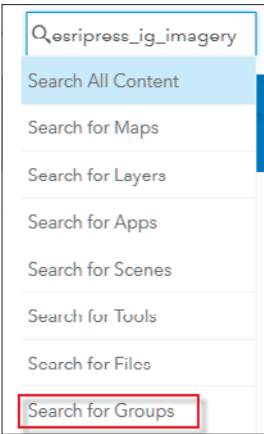 esripress_ig_imagery
Search All Content
Search for Maps
Search for Layers
Search for Apps
Search for Scenes
Search for Tools
Search for Files
Search for Groups